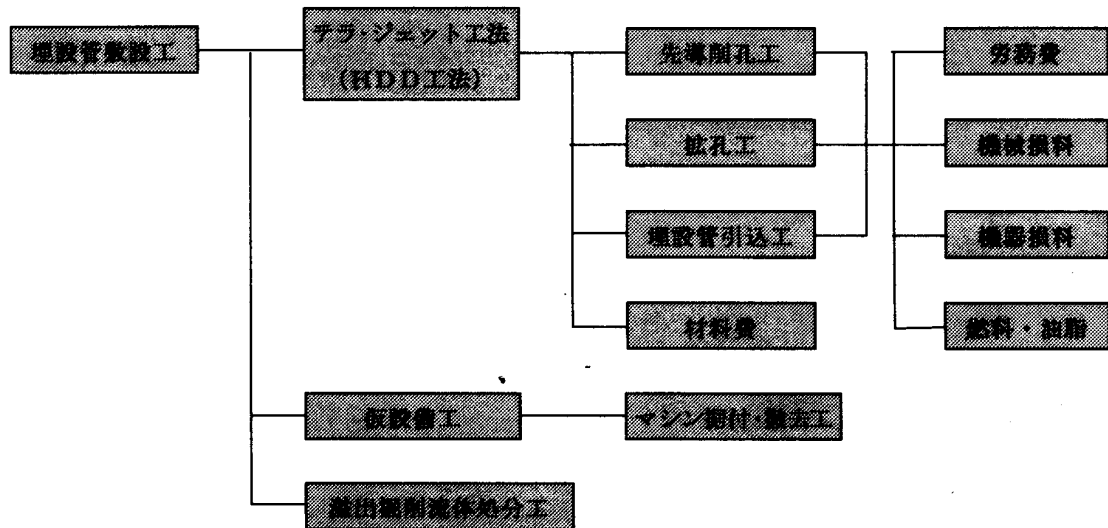 埋設管敷設工
テラ・ジェット工法
(HDD工法)
先導削孔工
労務費
拡孔工
機械損料
埋設管引込工
機器損料
材料費
燃料・油脂
仮設備工
マシン据付・撤去工
溢出掘削流体処分工